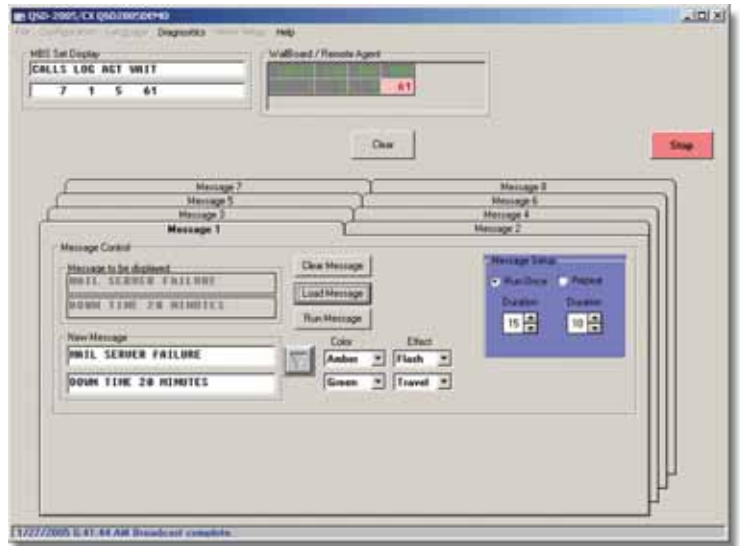 QSD-2005/CX QSD2005DEMO
Diagnostics Help
MBS Set Display
WallBoard / Remote Agent
CALLS LOG AGT WAIT
7 1 5 61
61
Clear
Stop
Message 7
Message 8
Message 5
Message 6
Message 3
Message 4
Message 1
Message 2
Message Control
Message to be displayed
MAIL SERVER FAILURE
DOWN TIME 20 MINUTES
Clear Message
Load Message
Run Message
Message Setup
Run Once Repeat
Duration Duration
15 10
New Message
MAIL SERVER FAILURE
DOWN TIME 20 MINUTES
Color Effect
Amber Flash
Green Travel
1/27/2005 6:41:44 AM Broadcast complete.